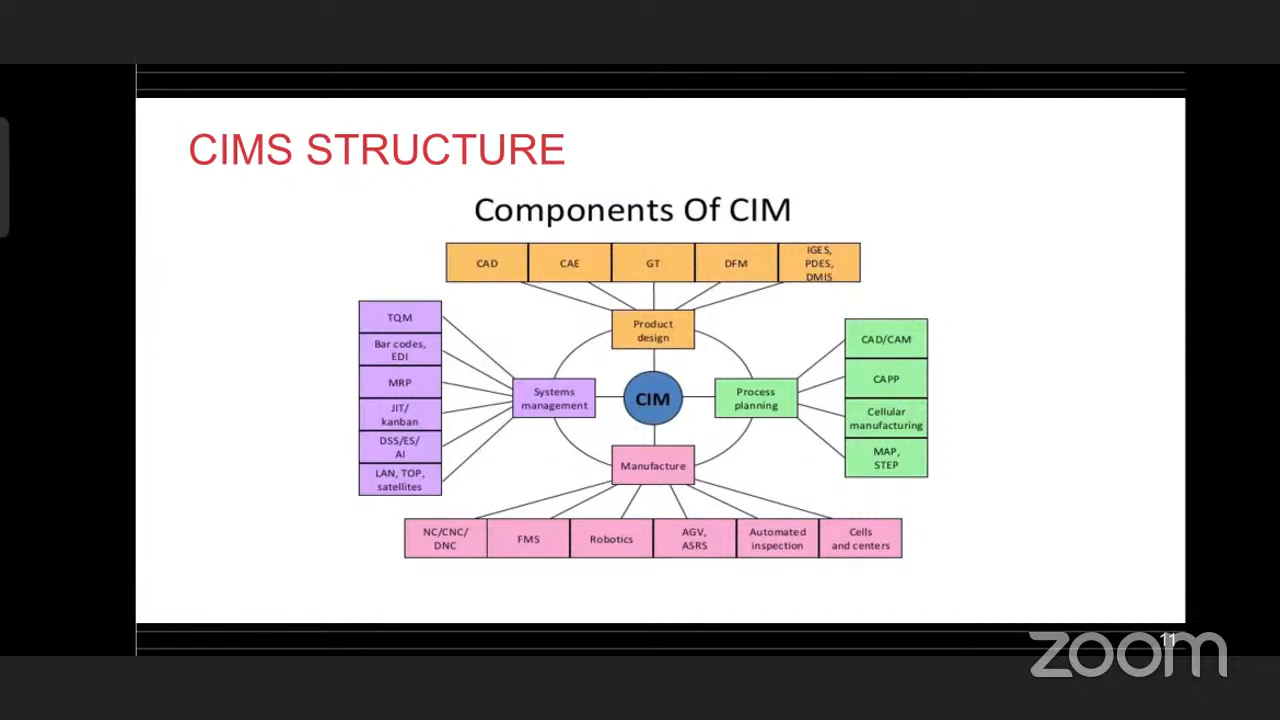 CIMS STRUCTURE
Components Of CIM
CAD
CAE
GT
DFM
IGES,
PDES,
DMIS
Product
design
TQM
Bar codes,
EDI
MRP
JIT/
kanban
DSS/ES/
AI
LAN, TOP,
satellites
Systems
management
CIM
Process
planning
CAD/CAM
CAPP
Cellular
manufacturing
MAP,
STEP
Manufacture
NC/CNC/
DNC
FMS
Robotics
AGV,
ASRS
Automated
inspection
Cells
and centers
11
zoom